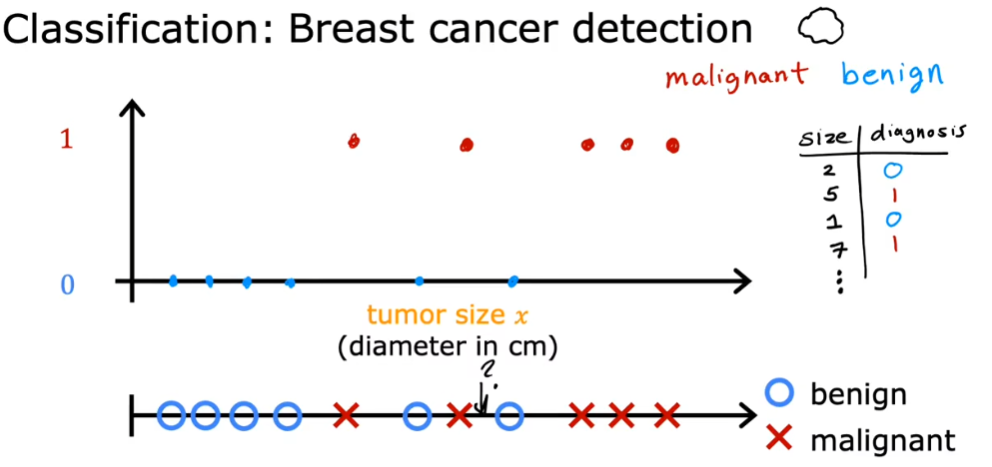 Classification: Breast cancer detection
malignant benign
1
0
size diagnosis
2 0
5 1
1 0
7 1
⋮
tumor size x
(diameter in cm)
?
benign
malignant